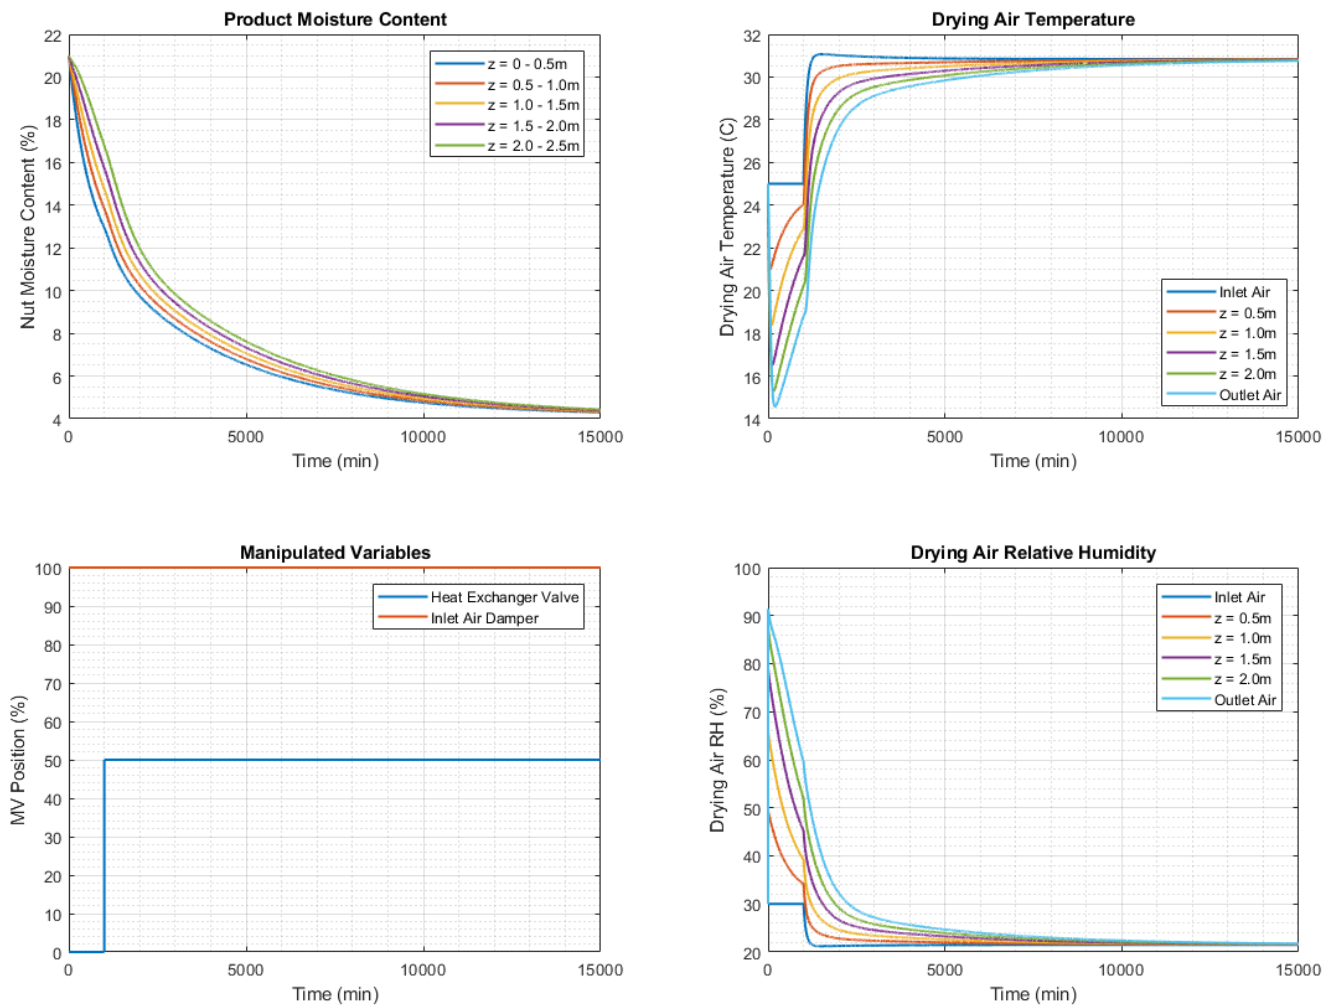 Product Moisture Content
22
20
18
16
14
12
10
8
6
4
0
5000
10000
15000
Nut Moisture Content (%)
Time (min)
z = 0 - 0.5m
z = 0.5 - 1.0m
z = 1.0 - 1.5m
z = 1.5 - 2.0m
z = 2.0 - 2.5m
Drying Air Temperature
32
30
28
26
24
22
20
18
16
14
0
5000
10000
15000
Drying Air Temperature (C)
Time (min)
Inlet Air
z = 0.5m
z = 1.0m
z = 1.5m
z = 2.0m
Outlet Air
Manipulated Variables
100
90
80
70
60
50
40
30
20
10
0
0
5000
10000
15000
MV Position (%)
Time (min)
Heat Exchanger Valve
Inlet Air Damper
Drying Air Relative Humidity
100
90
80
70
60
50
40
30
20
0
5000
10000
15000
Drying Air RH (%)
Time (min)
Inlet Air
z = 0.5m
z = 1.0m
z = 1.5m
z = 2.0m
Outlet Air